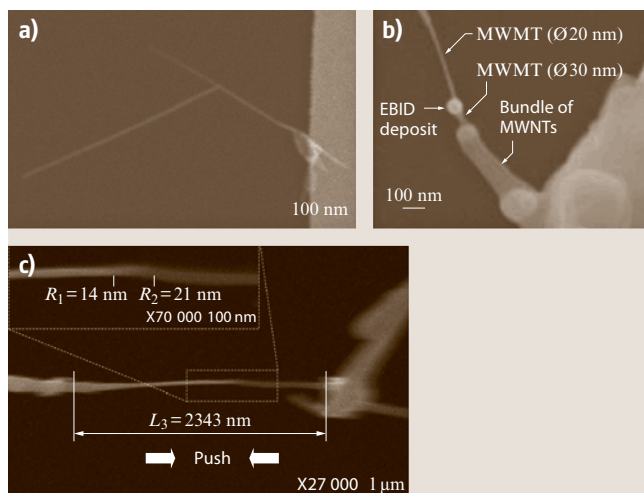 a)
100 nm
b)
MWMT (Ø20 nm)
MWMT (Ø30 nm)
EBID
deposit
Bundle of
MWNTs
100 nm
c)
R₁ = 14 nm R₂ = 21 nm
X70 000 100 nm
L₃ = 2343 nm
Push
X27 000 1 µm